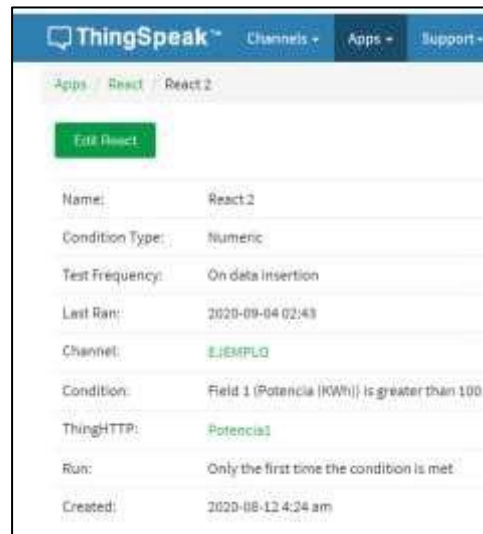 ThingSpeak™ Channels Apps Support
Apps / React / React 2
Edit React
Name: React 2
Condition Type: Numeric
Test Frequency: On data insertion
Last Ran: 2020-09-04 02:43
Channel: EJEMPLO
Condition: Field 1 (Potencia (KWh)) is greater than 100
ThingHTTP: Potencia1
Run: Only the first time the condition is met
Created: 2020-08-12 4:24 am